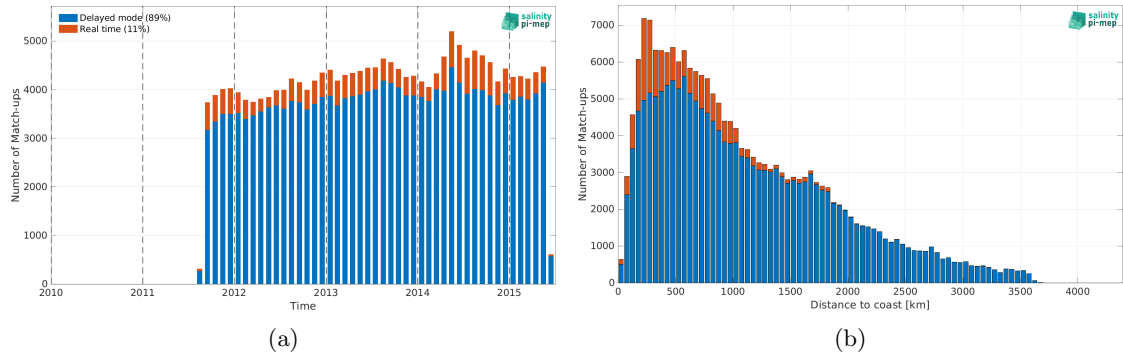 Delayed mode (89%)
Real time (11%)
salinity
pi-mep
5000
4000
3000
2000
1000
0
Number of Match-ups
2010
2011
2012
2013
2014
2015
Time
(a)
salinity
pi-mep
7000
6000
5000
4000
3000
2000
1000
0
Number of Match-ups
0
500
1000
1500
2000
2500
3000
3500
4000
Distance to coast [km]
(b)